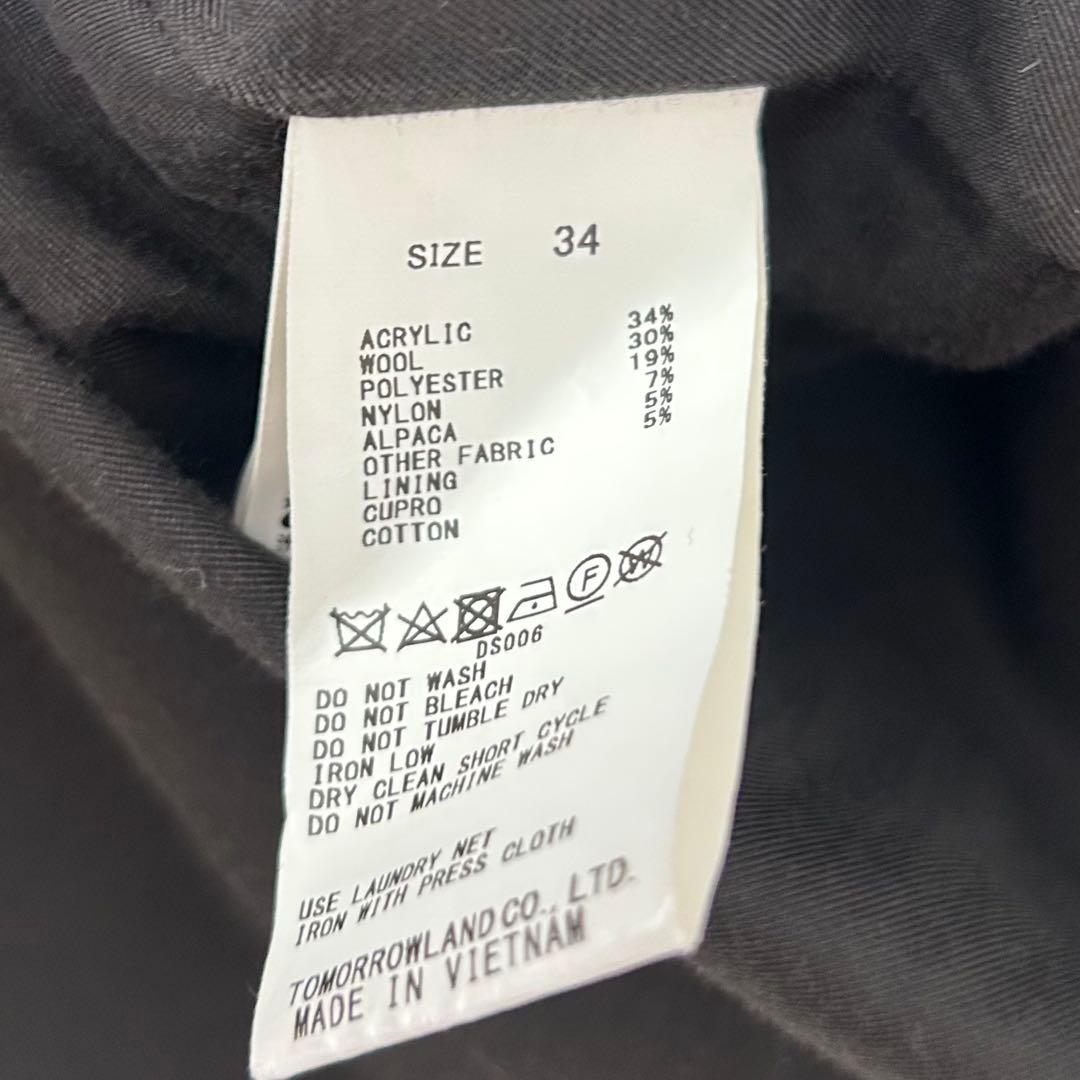 SIZE 34
ACRYLIC 34%
WOOL 30%
POLYESTER 19%
NYLON 7%
ALPACA 5%
OTHER FABRIC 5%
LINING
CUPRO
COTTON
F W
DS006
DO NOT WASH
DO NOT BLEACH
DO NOT TUMBLE DRY
IRON LOW
DRY CLEAN SHORT CYCLE
DO NOT MACHINE WASH
USE LAUNDRY NET
IRON WITH PRESS CLOTH
TOMORROWLAND CO., LTD.
MADE IN VIETNAM